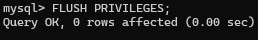 mysql> FLUSH PRIVILEGES;
Query OK, 0 rows affected (0.00 sec)